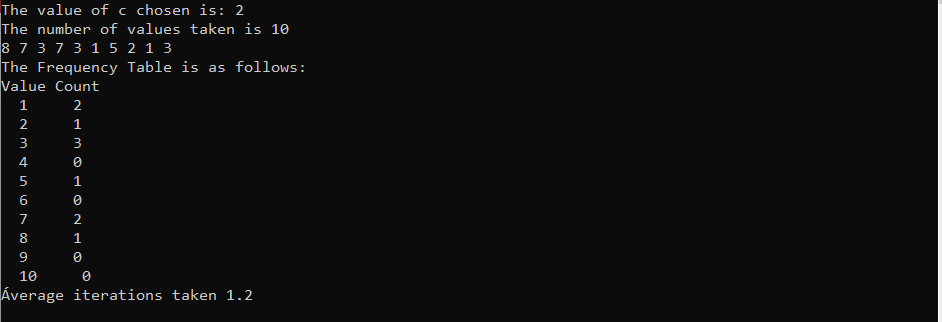 The value of c chosen is: 2
The number of values taken is 10
8 7 3 7 3 1 5 2 1 3
The Frequency Table is as follows:
Value Count
1 2
2 1
3 3
4 0
5 1
6 0
7 2
8 1
9 0
10 0
Áverage iterations taken 1.2